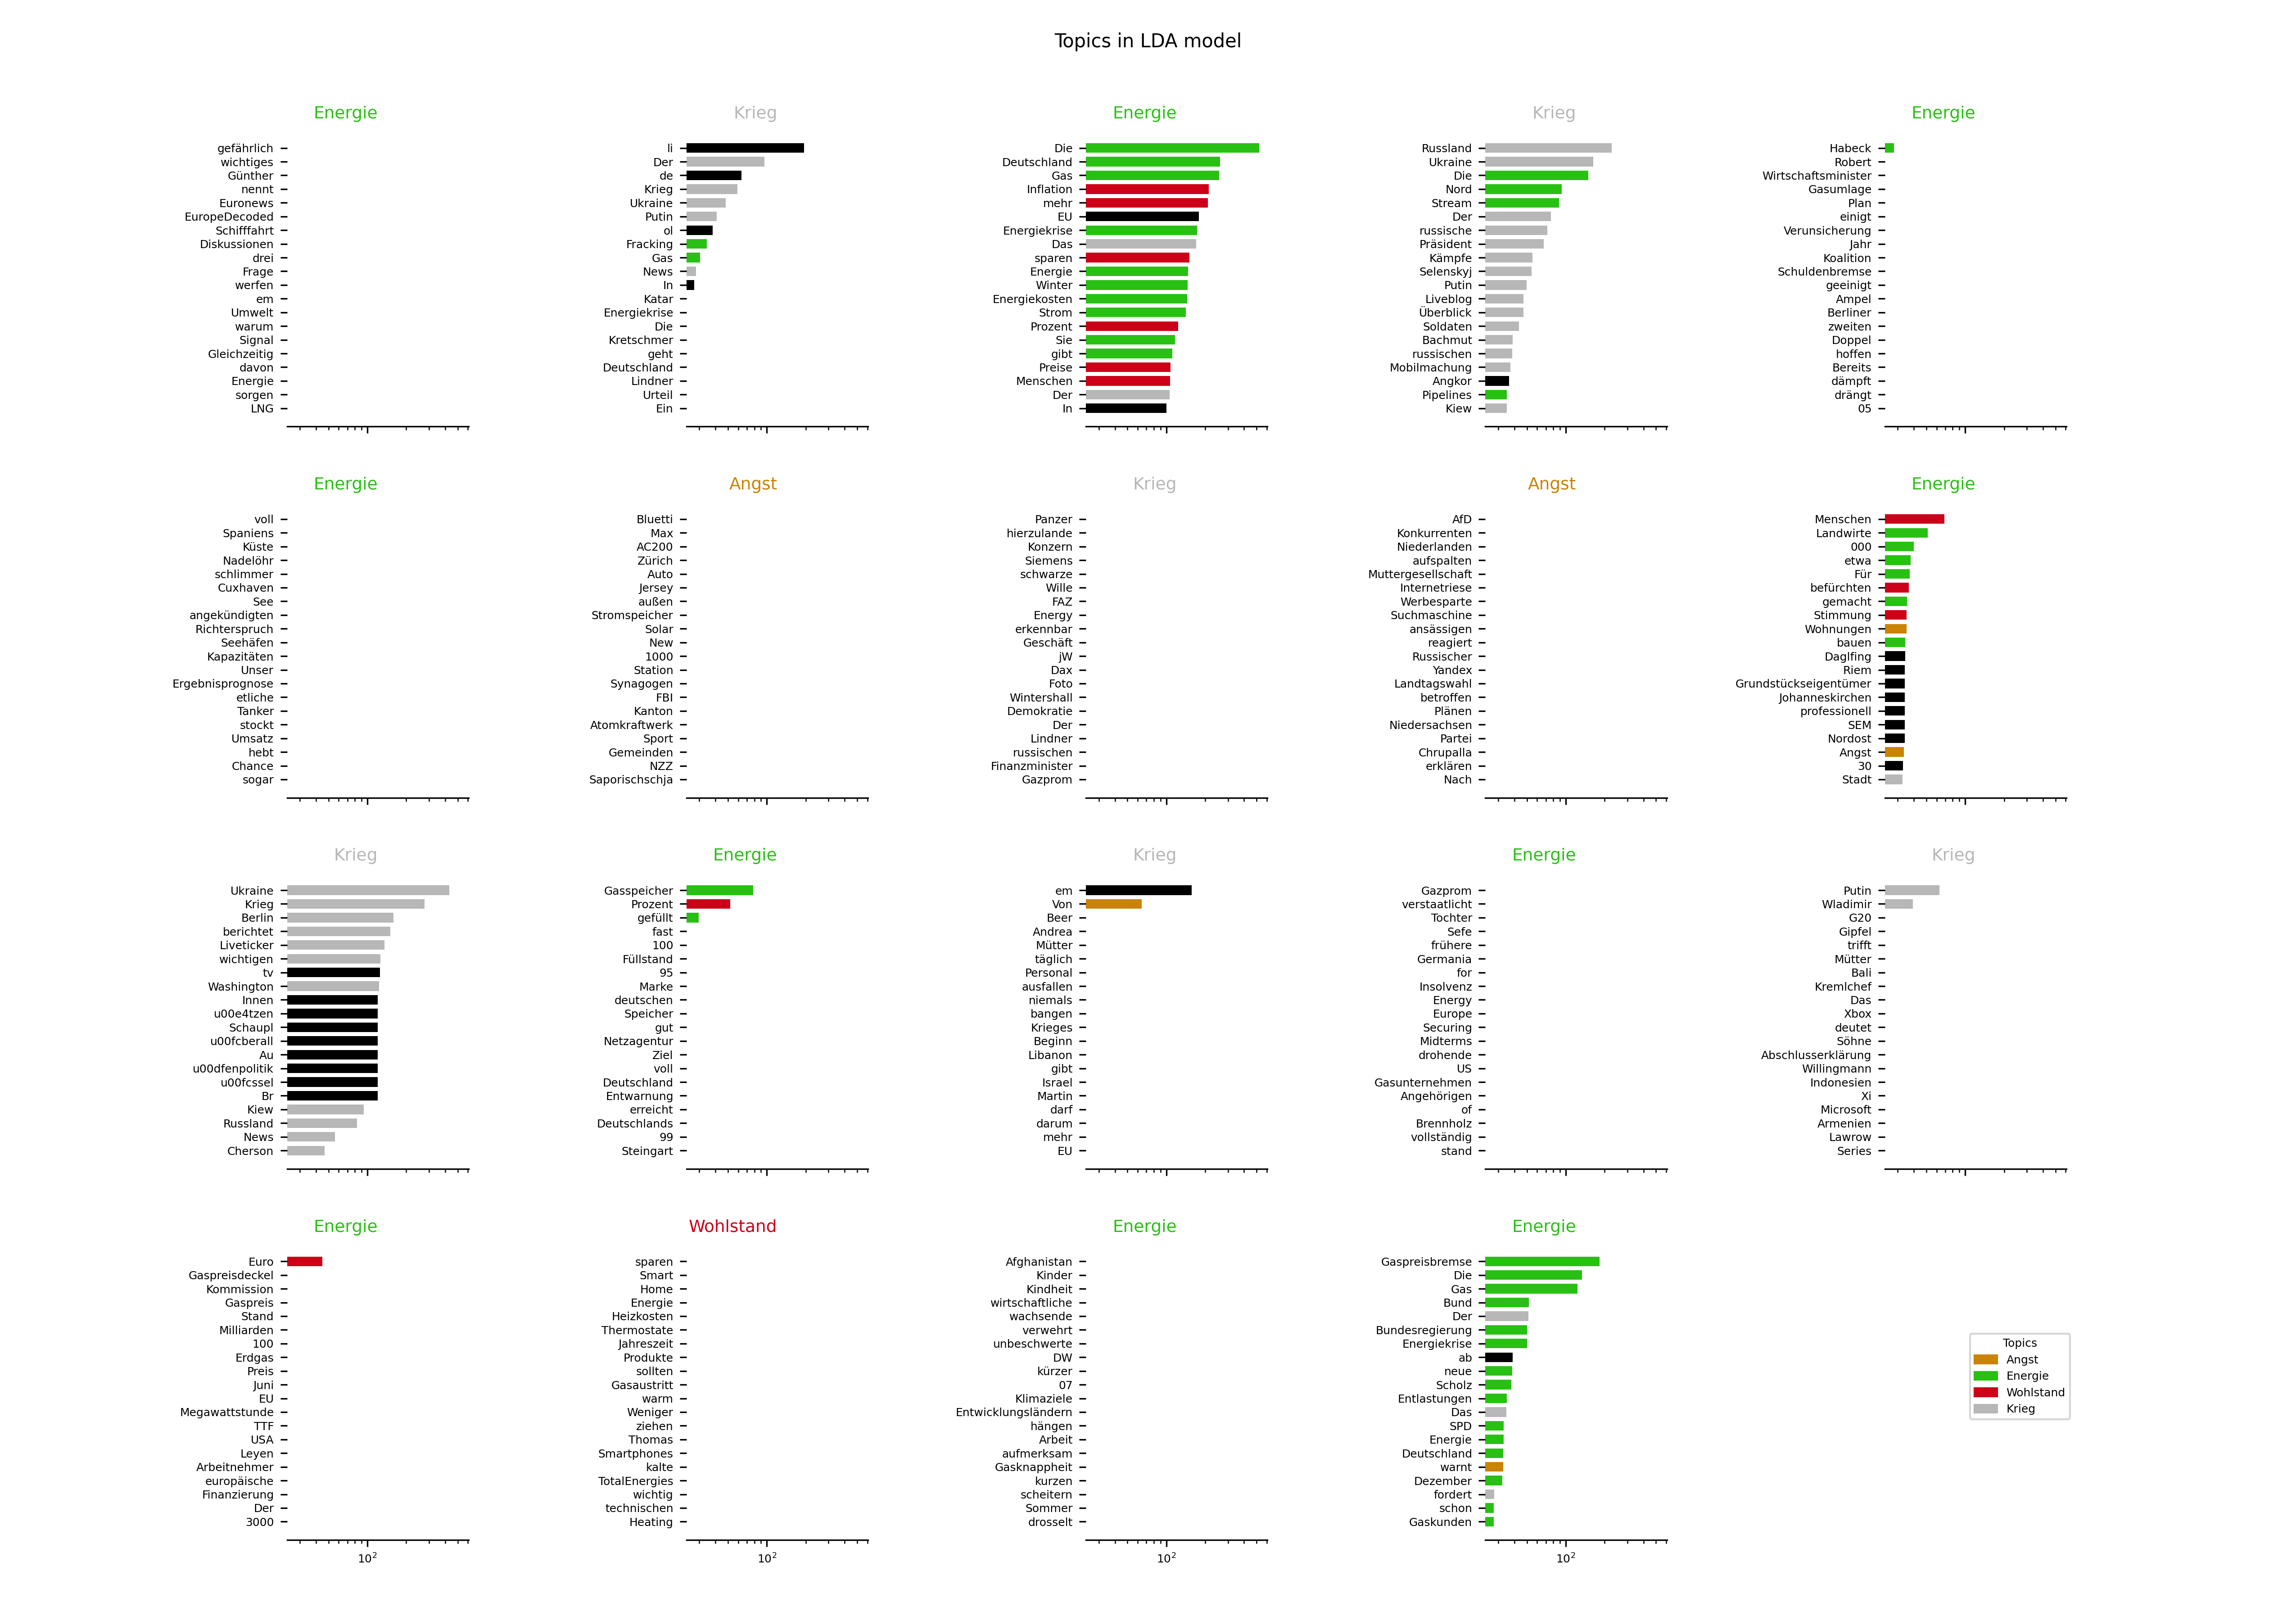 Topics in LDA model
Energie
gefährlich
wichtiges
Günther
nennt
Euronews
EuropeDecoded
Schifffahrt
Diskussionen
drei
Frage
werfen
em
Umwelt
warum
Signal
Gleichzeitig
davon
Energie
sorgen
LNG
Krieg
li
Der
de
Krieg
Ukraine
Putin
ol
Fracking
Gas
News
In
Katar
Energiekrise
Die
Kretschmer
geht
Deutschland
Lindner
Urteil
Ein
Energie
Die
Deutschland
Gas
Inflation
mehr
EU
Energiekrise
Das
sparen
Energie
Winter
Energiekosten
Strom
Prozent
Sie
gibt
Preise
Menschen
Der
In
Krieg
Russland
Ukraine
Die
Nord
Stream
Der
russische
Präsident
Kämpfe
Selenskyj
Putin
Liveblog
Überblick
Soldaten
Bachmut
russischen
Mobilmachung
Angkor
Pipelines
Kiew
Energie
Habeck
Robert
Wirtschaftsminister
Gasumlage
Plan
einigt
Verunsicherung
Jahr
Koalition
Schuldenbremse
geeinigt
Ampel
Berliner
zweiten
Doppel
hoffen
Bereits
dämpft
drängt
05
Energie
voll
Spaniens
Küste
Nadelöhr
schlimmer
Cuxhaven
See
angekündigten
Richterspruch
Seehäfen
Kapazitäten
Unser
Ergebnisprognose
etliche
Tanker
stockt
Umsatz
hebt
Chance
sogar
Angst
Bluetti
Max
AC200
Zürich
Auto
Jersey
außen
Stromspeicher
Solar
New
1000
Station
Synagogen
FBI
Kanton
Atomkraftwerk
Sport
Gemeinden
NZZ
Saporischschja
Krieg
Panzer
hierzulande
Konzern
Siemens
schwarze
Wille
FAZ
Energy
erkennbar
Geschäft
jW
Dax
Foto
Wintershall
Demokratie
Der
Lindner
russischen
Finanzminister
Gazprom
Angst
AfD
Konkurrenten
Niederlanden
aufspalten
Muttergesellschaft
Internetriese
Werbesparte
Suchmaschine
ansässigen
reagiert
Russischer
Yandex
Landtagswahl
betroffen
Plänen
Niedersachsen
Partei
Chrupalla
erklären
Nach
Energie
Menschen
Landwirte
000
etwa
Für
befürchten
gemacht
Stimmung
Wohnungen
bauen
Daglfing
Riem
Grundstückseigentümer
Johanneskirchen
professionell
SEM
Nordost
Angst
30
Stadt
Krieg
Ukraine
Krieg
Berlin
berichtet
Liveticker
wichtigen
tv
Washington
Innen
u00e4tzen
Schaupl
u00fcberall
Au
u00dfenpolitik
u00fcssel
Br
Kiew
Russland
News
Cherson
Energie
Gasspeicher
Prozent
gefüllt
fast
100
Füllstand
95
Marke
deutschen
Speicher
gut
Netzagentur
Ziel
voll
Deutschland
Entwarnung
erreicht
Deutschlands
99
Steingart
Krieg
em
Von
Beer
Andrea
Mütter
täglich
Personal
ausfallen
niemals
bangen
Krieges
Beginn
Libanon
gibt
Israel
Martin
darf
darum
mehr
EU
Energie
Gazprom
verstaatlicht
Tochter
Sefe
frühere
Germania
for
Insolvenz
Energy
Europe
Securing
Midterms
drohende
US
Gasunternehmen
Angehörigen
of
Brennholz
vollständig
stand
Krieg
Putin
Wladimir
G20
Gipfel
trifft
Mütter
Bali
Kremlchef
Das
Xbox
deutet
Söhne
Abschlusserklärung
Willingmann
Indonesien
Xi
Microsoft
Armenien
Lawrow
Series
Energie
Euro
Gaspreisdeckel
Kommission
Gaspreis
Stand
Milliarden
100
Erdgas
Preis
Juni
EU
Megawattstunde
TTF
USA
Leyen
Arbeitnehmer
europäische
Finanzierung
Der
3000
10²
Wohlstand
sparen
Smart
Home
Energie
Heizkosten
Thermostate
Jahreszeit
Produkte
sollten
Gasaustritt
warm
Weniger
ziehen
Thomas
Smartphones
kalte
TotalEnergies
wichtig
technischen
Heating
10²
Energie
Afghanistan
Kinder
Kindheit
wirtschaftliche
wachsende
verwehrt
unbeschwerte
DW
kürzer
07
Klimaziele
Entwicklungsländern
hängen
Arbeit
aufmerksam
Gasknappheit
kurzen
scheitern
Sommer
drosselt
10²
Energie
Gaspreisbremse
Die
Gas
Bund
Der
Bundesregierung
Energiekrise
ab
neue
Scholz
Entlastungen
Das
SPD
Energie
Deutschland
warnt
Dezember
fordert
schon
Gaskunden
10²
Topics
Angst
Energie
Wohlstand
Krieg